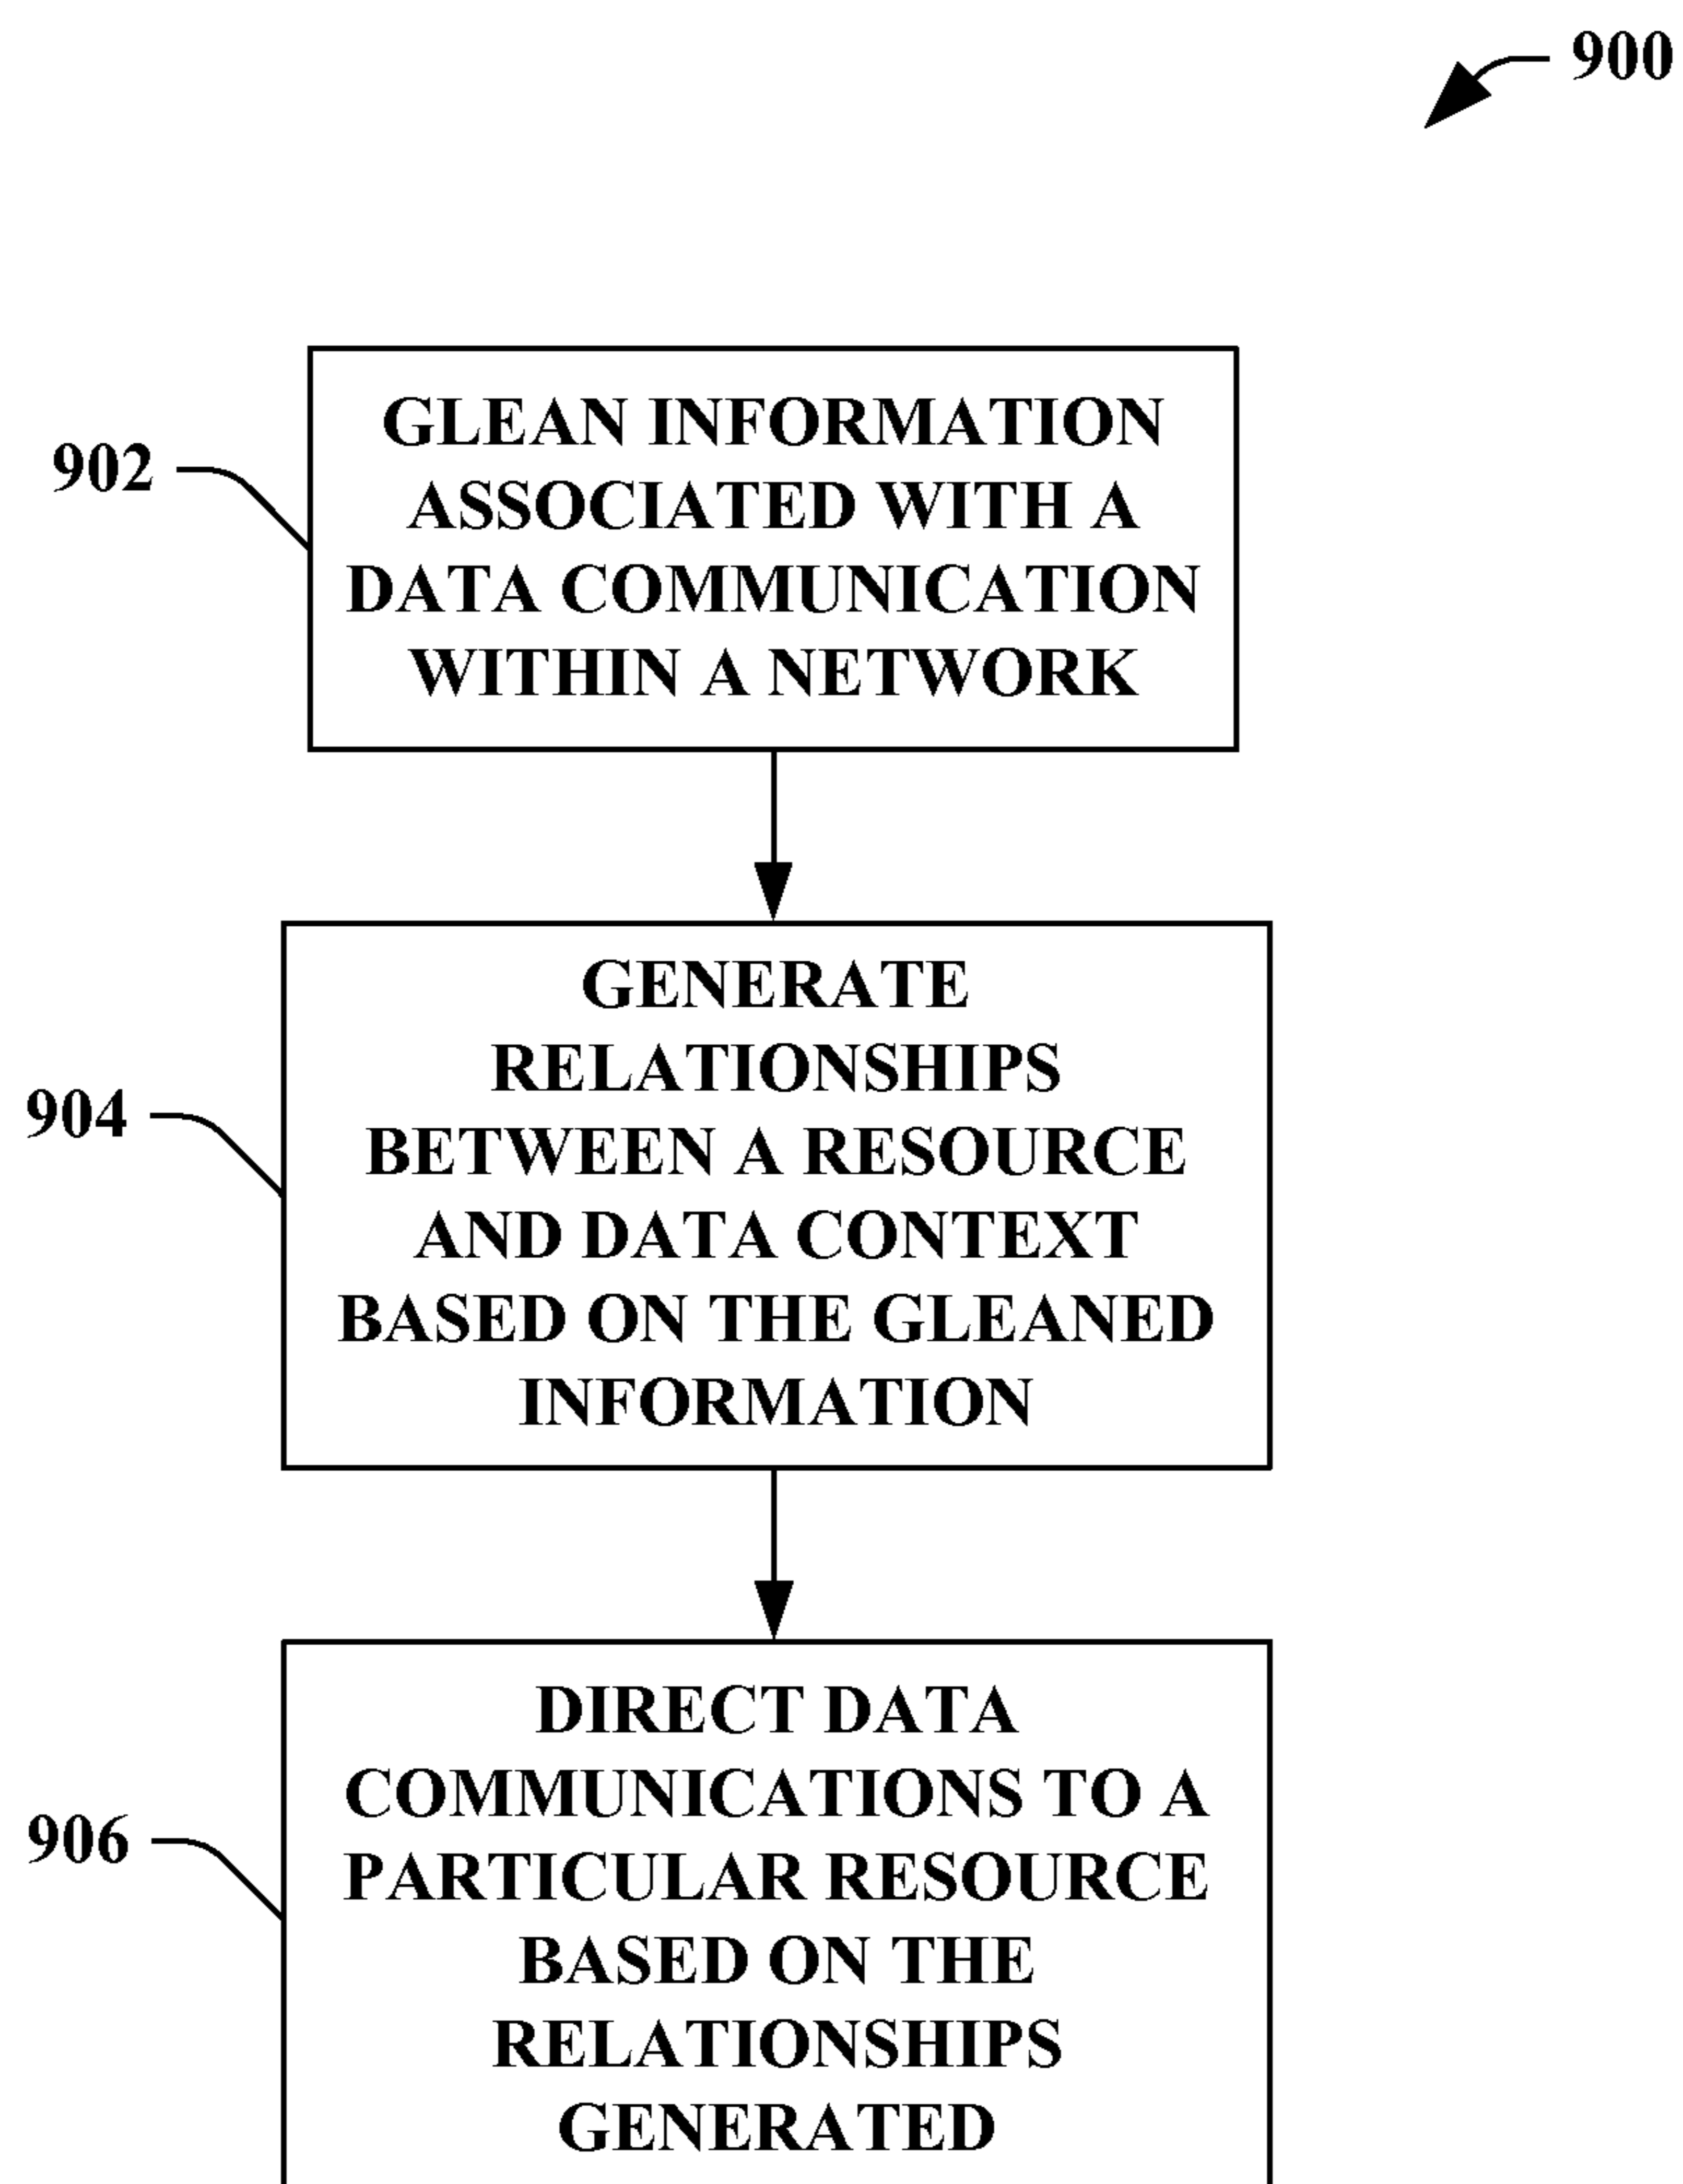 900
902
GLEAN INFORMATION
ASSOCIATED WITH A
DATA COMMUNICATION
WITHIN A NETWORK
904
GENERATE
RELATIONSHIPS
BETWEEN A RESOURCE
AND DATA CONTEXT
BASED ON THE GLEANED
INFORMATION
906
DIRECT DATA
COMMUNICATIONS TO A
PARTICULAR RESOURCE
BASED ON THE
RELATIONSHIPS
GENERATED